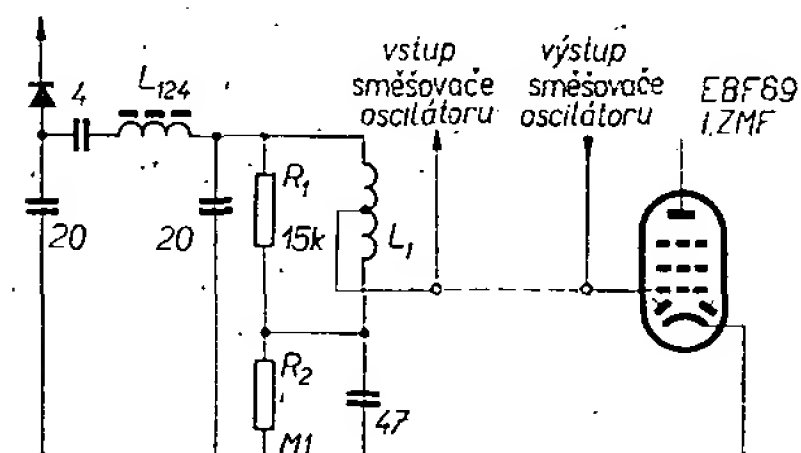 4
L124
20
20
R1
15k
L1
R2
M1
47
vstup
směšovače
oscilátoru
výstup
směšovače
oscilátoru
EBF89
1.ZMF